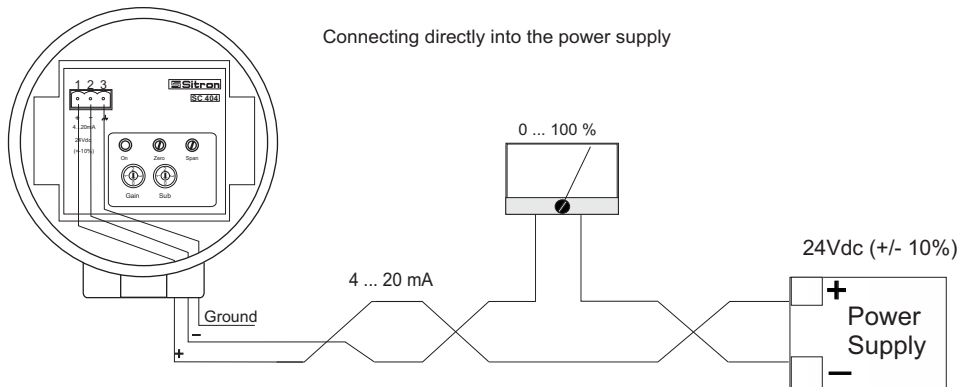 Connecting directly into the power supply
1 2 3
Sitron
SC 404
+ −
4...20mA
24Vdc
(+-10%)
On Zero Span
Gain Sub
0 ... 100 %
24Vdc (+/- 10%)
4 ... 20 mA
Ground
−
+
+
Power
Supply
−